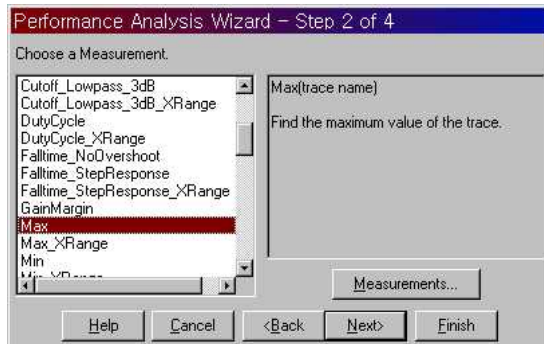 Performance Analysis Wizard - Step 2 of 4
Choose a Measurement.
Cutoff_Lowpass_3dB
Cutoff_Lowpass_3dB_XRange
DutyCycle
DutyCycle_XRange
Falltime_NoOvershoot
Falltime_StepResponse
Falltime_StepResponse_XRange
GainMargin
Max
Max_XRange
Min
Min_XRange
Max(trace name)
Find the maximum value of the trace.
Measurements...
Help
Cancel
<Back
Next>
Finish